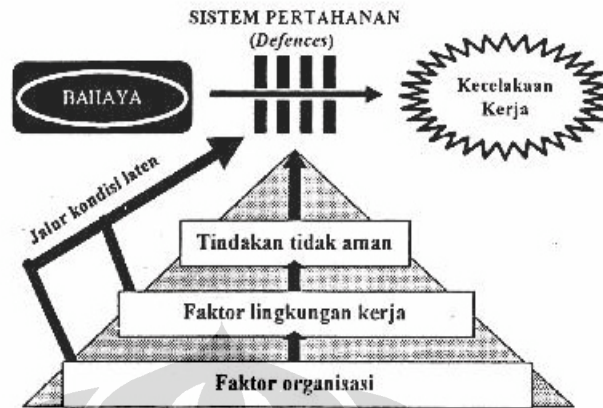 SISTEM PERTAHANAN
(Defences)
BAHAYA
Kecelakaan
Kerja
Jalur kondisi laten
Tindakan tidak aman
Faktor lingkungan kerja
Faktor organisasi